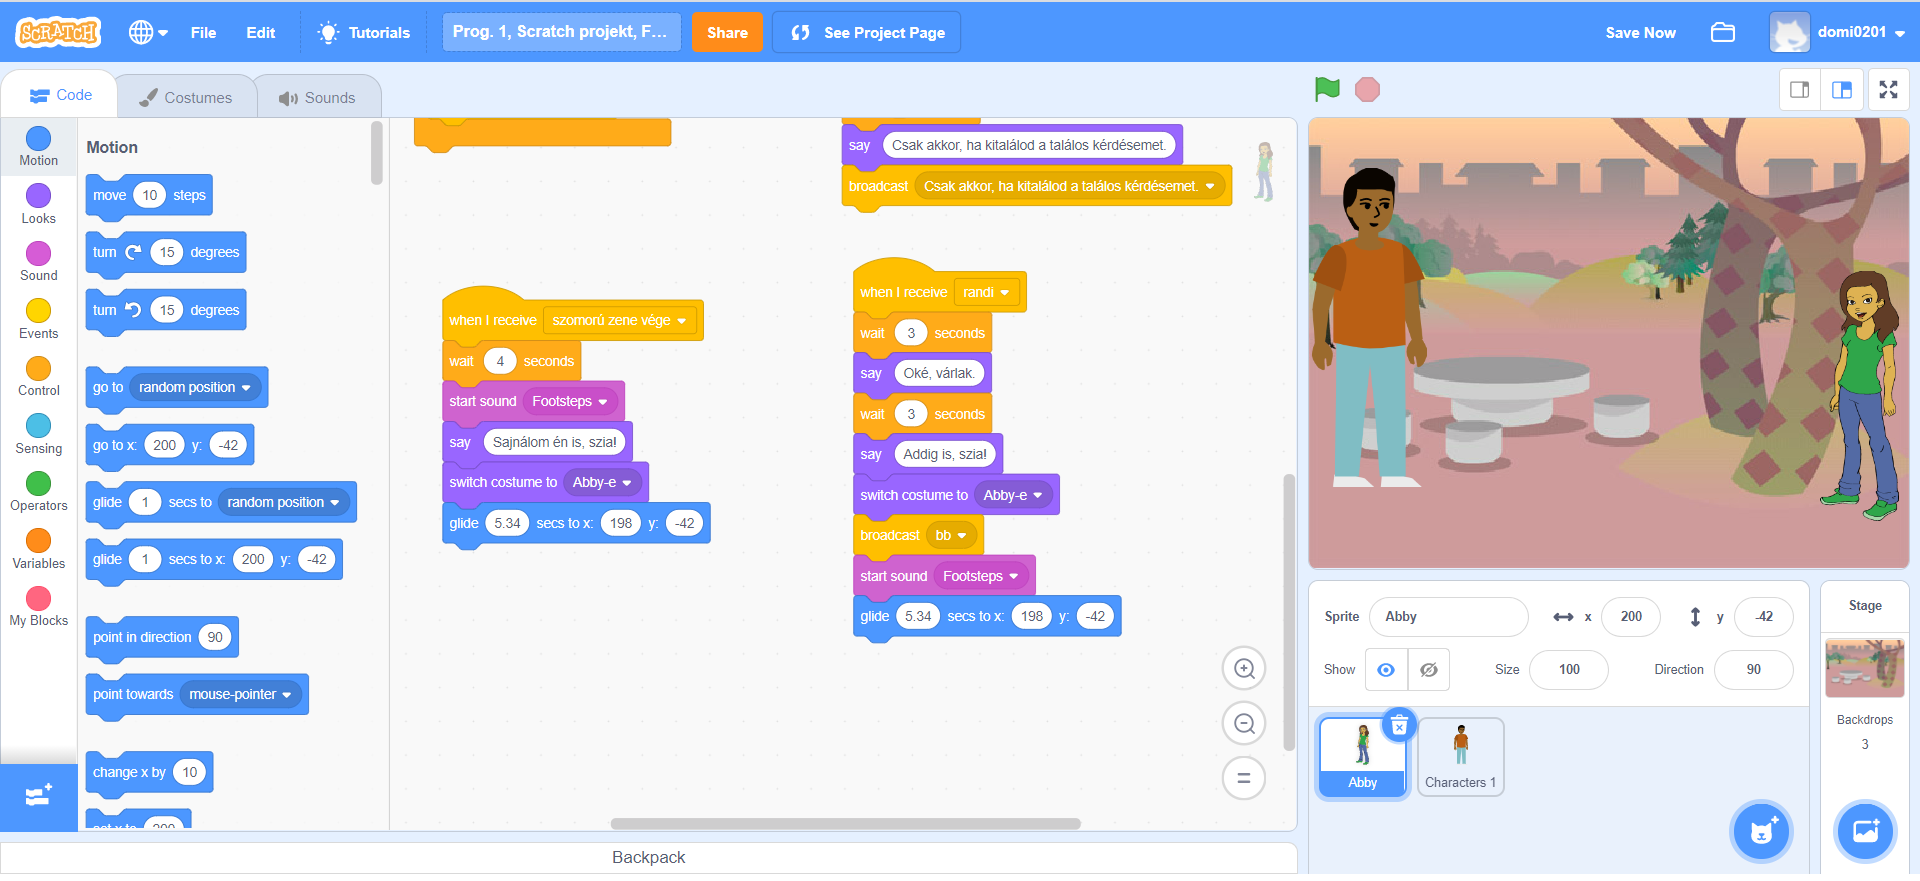 SCRATCH
File
Edit
Tutorials
Prog. 1, Scratch projekt, F...
Share
See Project Page
Save Now
domi0201
Code
Costumes
Sounds
Motion
Looks
Sound
Events
Control
Sensing
Operators
Variables
My Blocks
Motion
move 10 steps
turn 15 degrees
turn 15 degrees
go to random position
go to x: 200 y: -42
glide 1 secs to random position
glide 1 secs to x: 200 y: -42
point in direction 90
point towards mouse-pointer
change x by 10
set x to 200
say Csak akkor, ha kitalálod a találos kérdésemet.
broadcast Csak akkor, ha kitalálod a találos kérdésemet.
when I receive szomorú zene vége
wait 4 seconds
start sound Footsteps
say Sajnálom én is, szia!
switch costume to Abby-e
glide 5.34 secs to x: 198 y: -42
when I receive randi
wait 3 seconds
say Oké, várlak.
wait 3 seconds
say Addig is, szia!
switch costume to Abby-e
broadcast bb
start sound Footsteps
glide 5.34 secs to x: 198 y: -42
Backpack
Sprite Abby x 200 y -42
Show Size 100 Direction 90
Abby
Characters 1
Stage
Backdrops
3